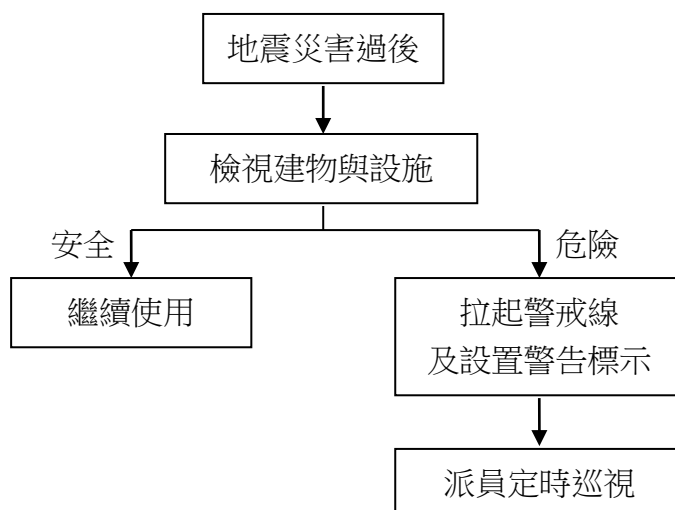 地震災害過後
檢視建物與設施
安全
危險
繼續使用
拉起警戒線
及設置警告標示
派員定時巡視